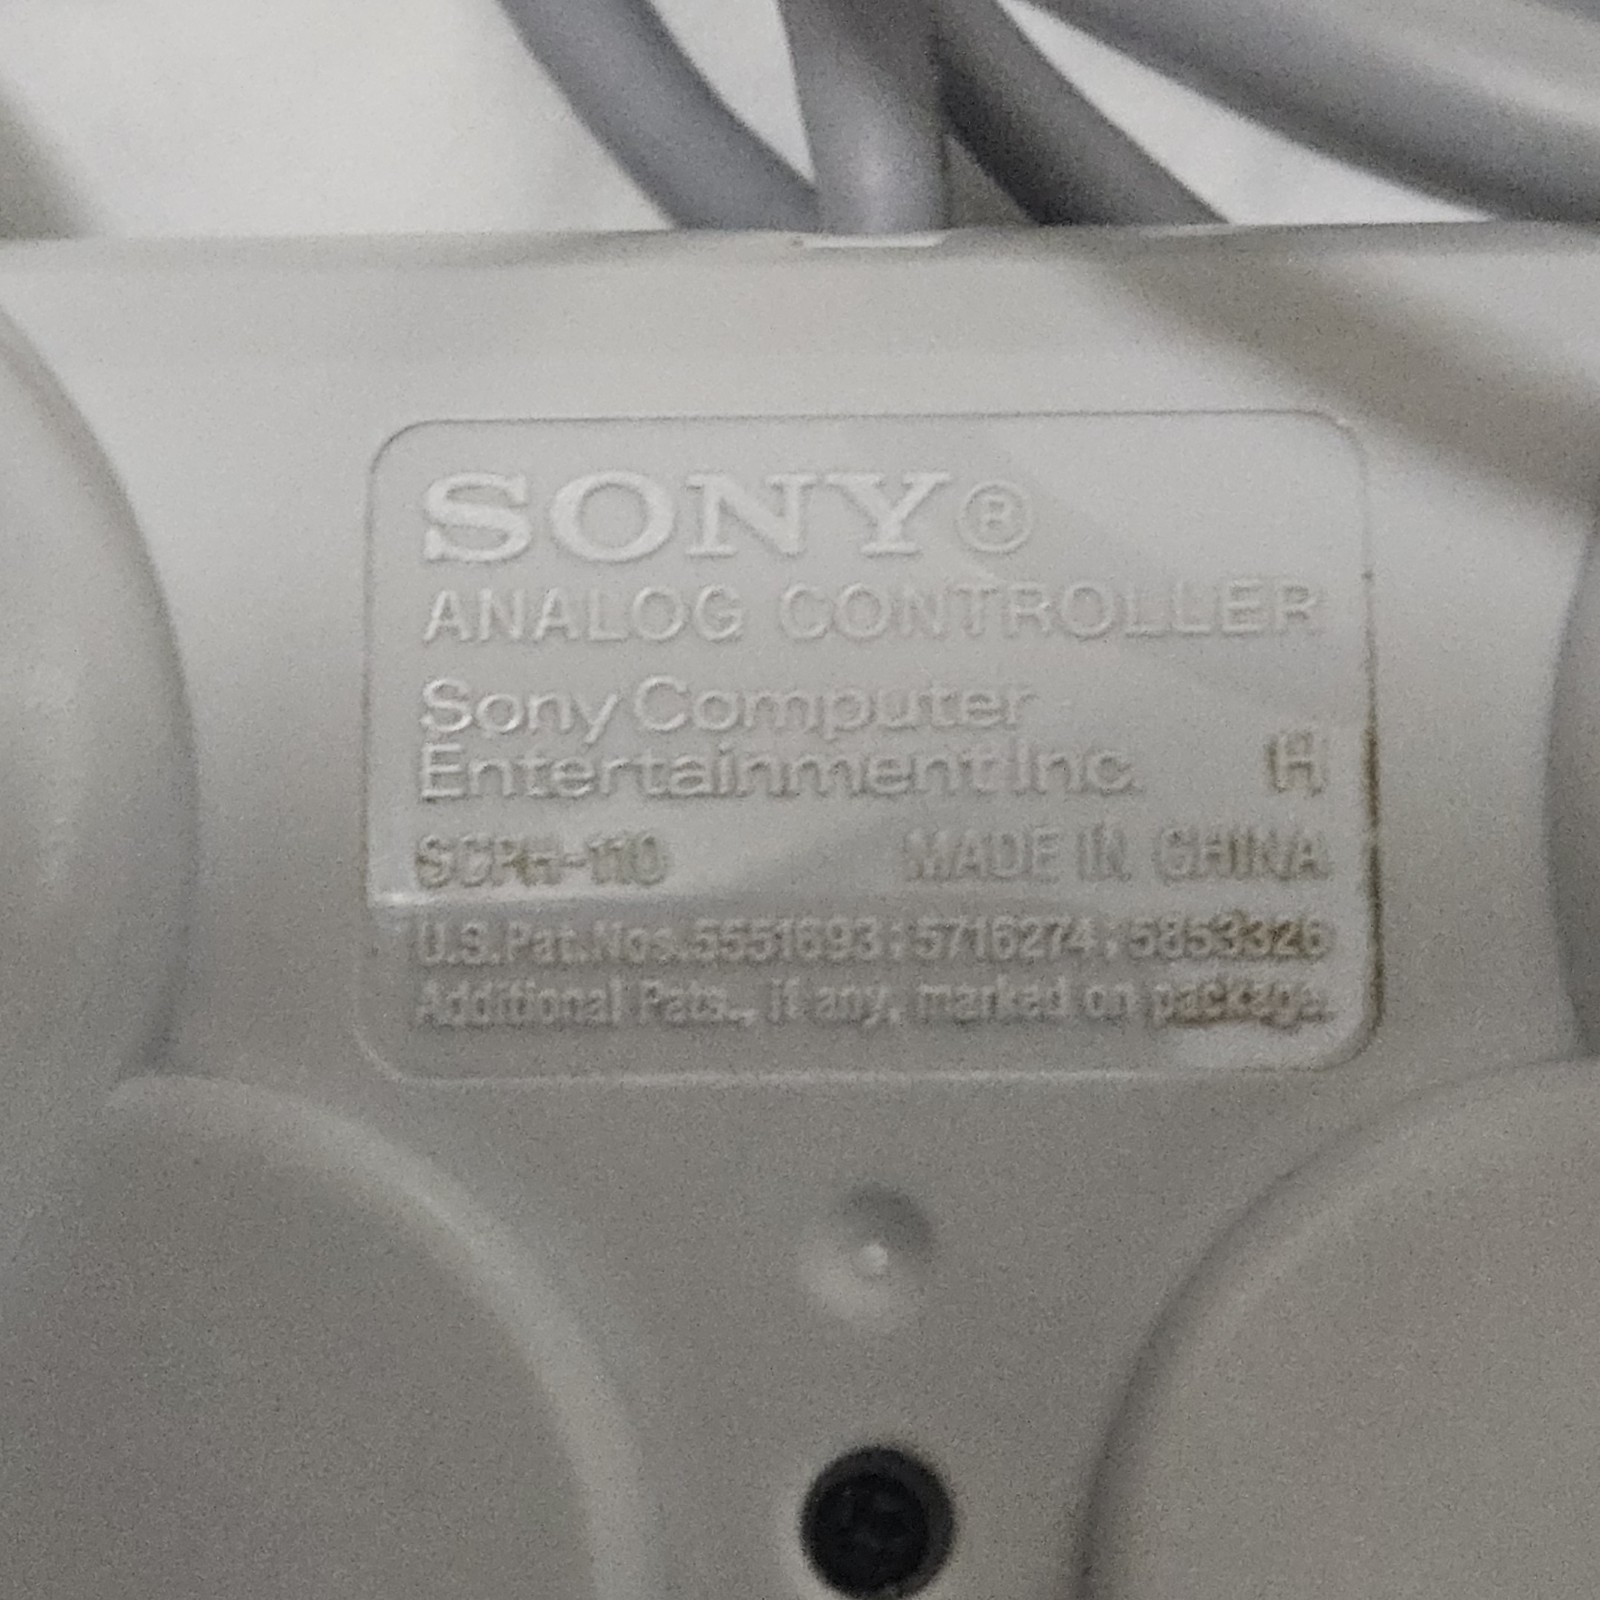 SONY®
ANALOG CONTROLLER
Sony Computer
Entertainment Inc. H
SCPH-110 MADE IN CHINA
U.S.Pat.Nos.5551693;5716274;5853326
Additional Pats., if any, marked on package.